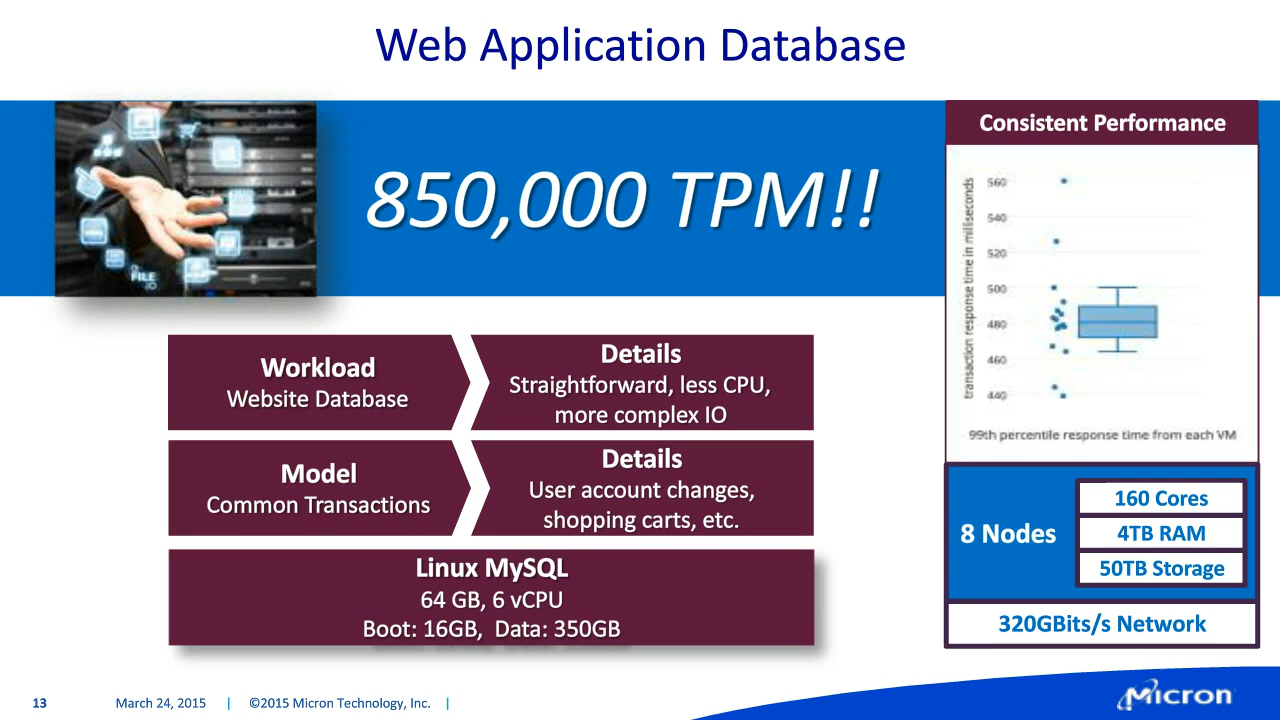 Web Application Database
FILE
850,000 TPM!!
Consistent Performance
transaction response time in milliseconds
560
540
520
500
480
460
440
99th percentile response time from each VM
Workload
Website Database
Details
Straightforward, less CPU,
more complex IO
Model
Common Transactions
Details
User account changes,
shopping carts, etc.
Linux MySQL
64 GB, 6 vCPU
Boot: 16GB, Data: 350GB
8 Nodes
160 Cores
4TB RAM
50TB Storage
320GBits/s Network
13 March 24, 2015 | ©2015 Micron Technology, Inc. |
Micron